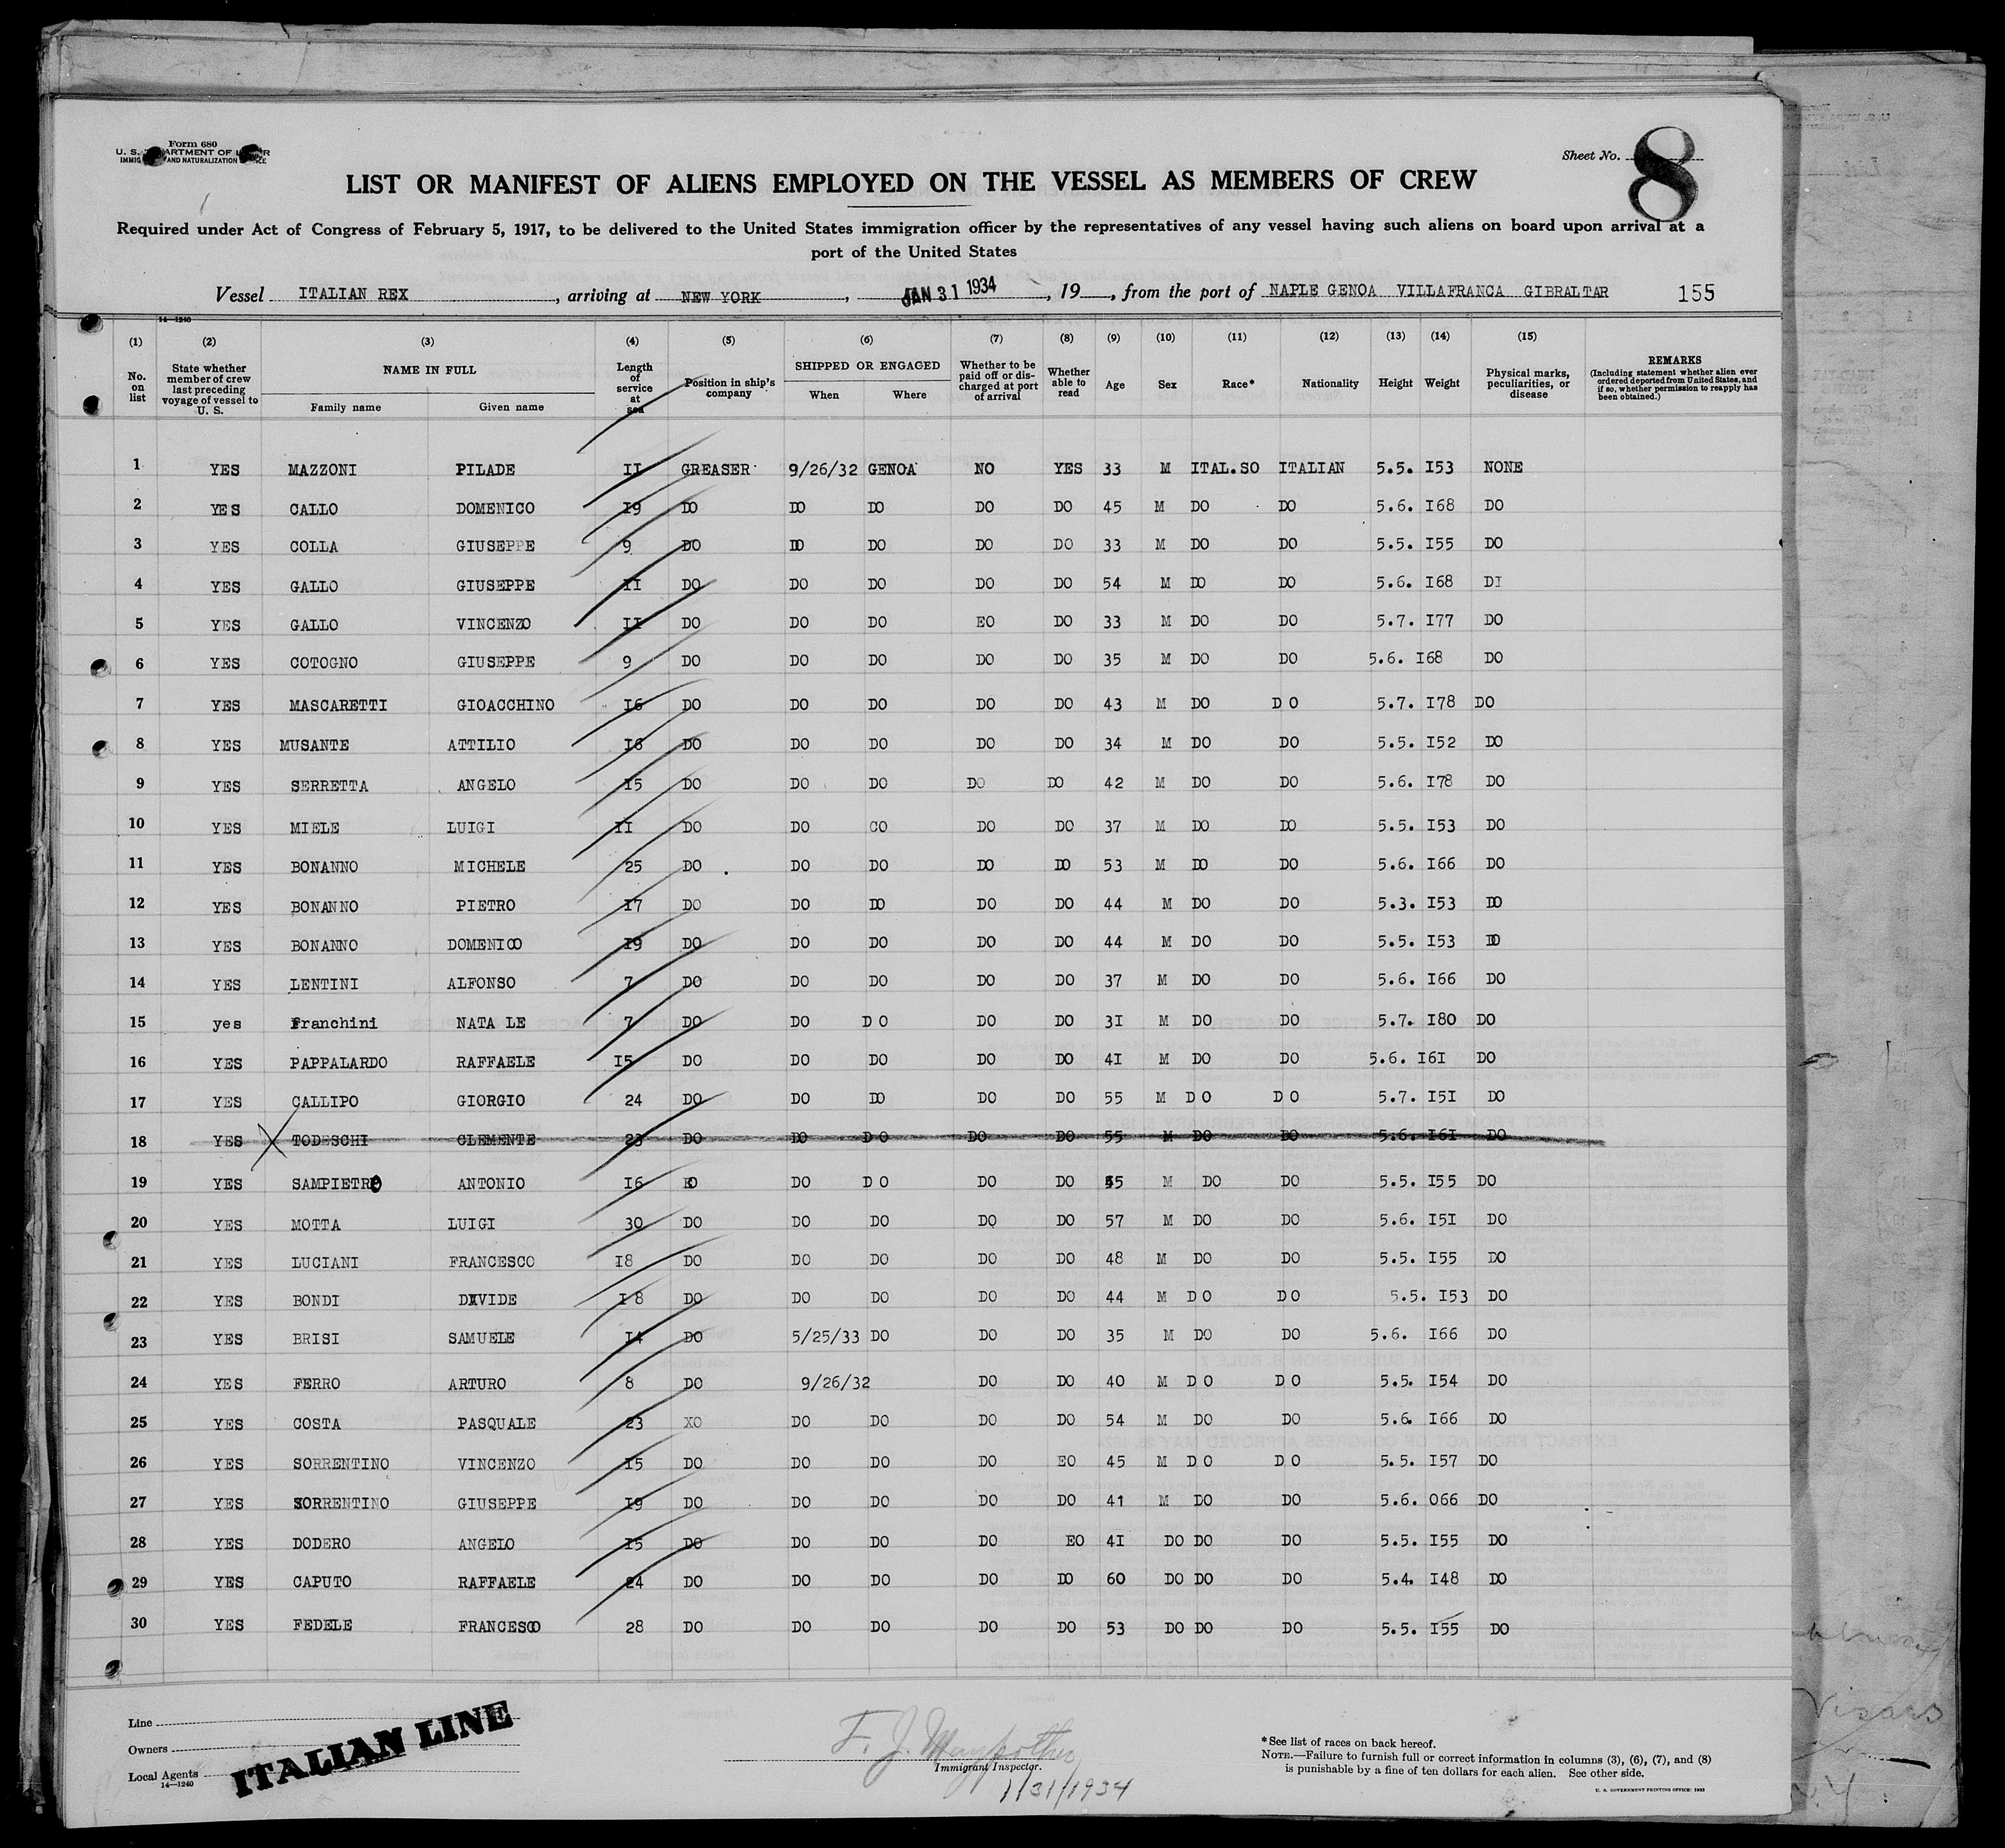 Form 680
U. S. DEPARTMENT OF LABOR
IMMIGRATION AND NATURALIZATION SERVICE
Sheet No. 8
LIST OR MANIFEST OF ALIENS EMPLOYED ON THE VESSEL AS MEMBERS OF CREW
Required under Act of Congress of February 5, 1917, to be delivered to the United States immigration officer by the representatives of any vessel having such aliens on board upon arrival at a
port of the United States
Vessel ITALIAN REX, arriving at NEW YORK, JAN 31 1934, 19, from the port of NAPLE GENOA VILLAFRANCA GIBRALTAR 155
14—1240
(1) (2) (3) (4) (5) (6) (7) (8) (9) (10) (11) (12) (13) (14) (15)
No. on list
State whether member of crew last preceding voyage of vessel to U. S.
NAME IN FULL
Family name Given name
Length of service at sea
Position in ship's company
SHIPPED OR ENGAGED
When Where
Whether to be paid off or discharged at port of arrival
Whether able to read
Age
Sex
Race*
Nationality
Height
Weight
Physical marks, peculiarities, or disease
REMARKS
(Including statement whether alien ever ordered deported from United States, and if so, whether permission to reapply has been obtained.)
1 YES MAZZONI PILADE II GREASER 9/26/32 GENOA NO YES 33 M ITAL.SO ITALIAN 5.5. I53 NONE
2 YES CALLO DOMENICO I9 DO DO DO DO DO 45 M DO DO 5.6. I68 DO
3 YES COLLA GIUSEPPE 9 DO DO DO DO DO 33 M DO DO 5.5. I55 DO
4 YES GALLO GIUSEPPE II DO DO DO DO DO 54 M DO DO 5.6. I68 DI
5 YES GALLO VINCENZO II DO DO DO EO DO 33 M DO DO 5.7. I77 DO
6 YES COTOGNO GIUSEPPE 9 DO DO DO DO DO 35 M DO DO 5.6. I68 DO
7 YES MASCARETTI GIOACCHINO I6 DO DO DO DO DO 43 M DO D O 5.7. I78 DO
8 YES MUSANTE ATTILIO I6 DO DO DO DO DO 34 M DO DO 5.5. I52 DO
9 YES SERRETTA ANGELO I5 DO DO DO DO DO 42 M DO DO 5.6. I78 DO
10 YES MIELE LUIGI II DO DO CO DO DO 37 M DO DO 5.5. I53 DO
11 YES BONANNO MICHELE 25 DO DO DO DO DO 53 M DO DO 5.6. I66 DO
12 YES BONANNO PIETRO I7 DO DO DO DO DO 44 M DO DO 5.3. I53 DO
13 YES BONANNO DOMENICO I9 DO DO DO DO DO 44 M DO DO 5.5. I53 DO
14 YES LENTINI ALFONSO 7 DO DO DO DO DO 37 M DO DO 5.6. I66 DO
15 yes Franchini NATA LE 7 DO DO D O DO DO 3I M DO DO 5.7. I80 DO
16 YES PAPPALARDO RAFFAELE I5 DO DO DO DO DO 4I M DO DO 5.6. I6I DO
17 YES CALLIPO GIORGIO 24 DO DO DO DO DO 55 M D O D O 5.7. I5I DO
18 YES TODESCHI CLEMENTE 23 DO DO D O DO DO 55 M DO DO 5.6. I6I DO
19 YES SAMPIETRO ANTONIO I6 DO DO D O DO DO 55 M DO DO 5.5. I55 DO
20 YES MOTTA LUIGI 30 DO DO DO DO DO 57 M DO DO 5.6. I5I DO
21 YES LUCIANI FRANCESCO I8 DO DO DO DO DO 48 M DO DO 5.5. I55 DO
22 YES BONDI DAVIDE I 8 DO DO DO DO DO 44 M D O D O 5.5. I53 DO
23 YES BRISI SAMUELE I4 DO 5/25/33 DO DO DO 35 M DO DO 5.6. I66 DO
24 YES FERRO ARTURO 8 DO 9/26/32 DO DO 40 M D O D O 5.5. I54 DO
25 YES COSTA PASQUALE 23 XO DO DO DO DO 54 M DO DO 5.6. I66 DO
26 YES SORRENTINO VINCENZO I5 DO DO DO DO EO 45 M D O D O 5.5. I57 DO
27 YES SORRENTINO GIUSEPPE I9 DO DO DO DO DO 41 M DO DO 5.6. 066 DO
28 YES DODERO ANGELO I5 DO DO DO DO EO 4I DO DO DO 5.5. I55 DO
29 YES CAPUTO RAFFAELE 24 DO DO DO DO DO 60 DO DO DO 5.4. I48 DO
30 YES FEDELE FRANCESCO 28 DO DO DO DO DO 53 DO DO DO 5.5. I55 DO
Line
Owners
Local Agents
14—1240
ITALIAN LINE
F. J.
Immigrant Inspector.
1/31/1934
*See list of races on back hereof.
NOTE.—Failure to furnish full or correct information in columns (3), (6), (7), and (8)
is punishable by a fine of ten dollars for each alien. See other side.
U. S. GOVERNMENT PRINTING OFFICE: 1933